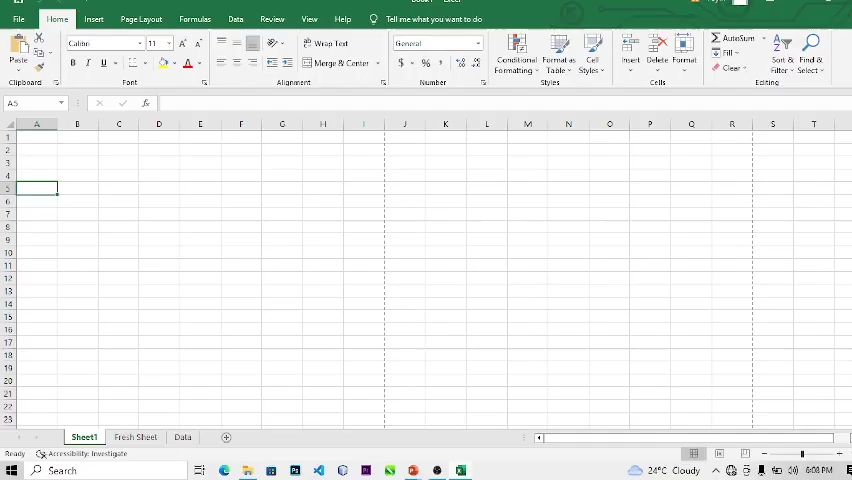 File Home Insert Page Layout Formulas Data Review View Help Tell me what you want to do
Paste Calibri 11 A A Wrap Text General Conditional Formatting Format as Table Cell Styles Insert Delete Format AutoSum Fill Clear Sort & Filter Find & Select
B I U A Merge & Center $ % ,
Clipboard Font Alignment Number Styles Cells Editing
A5 fx
A B C D E F G H I J K L M N O P Q R S T
1
2
3
4
5
6
7
8
9
10
11
12
13
14
15
16
17
18
19
20
21
22
23
Sheet1 Fresh Sheet Data
Ready Accessibility: Investigate
Search 24°C Cloudy 6:08 PM